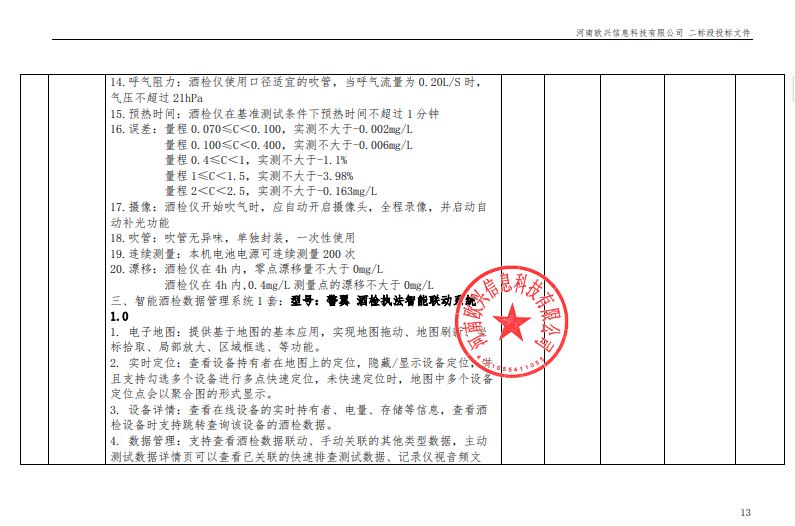 河南欧兴信息科技有限公司 二标段投标文件
14.呼气阻力：酒检仪使用口径适宜的吹管，当呼气流量为 0.20L/S 时，
气压不超过 21hPa
15.预热时间：酒检仪在基准测试条件下预热时间不超过 1 分钟
16.误差：量程 0.070≤C＜0.100，实测不大于-0.002mg/L
量程 0.100≤C＜0.400，实测不大于-0.006mg/L
量程 0.4≤C＜1，实测不大于-1.1%
量程 1≤C＜1.5，实测不大于-3.98%
量程 2＜C＜2.5，实测不大于-0.163mg/L
17.摄像：酒检仪开始吹气时，应自动开启摄像头，全程录像，并启动自
动补光功能
18.吹管：吹管无异味，单独封装，一次性使用
19.连续测量：本机电池电源可连续测量 200 次
20.漂移：酒检仪在 4h 内，零点漂移量不大于 0mg/L
酒检仪在 4h 内,0.4mg/L 测量点的漂移不大于 0mg/L
三、智能酒检数据管理系统 1 套：型号：警翼 酒检执法智能联动系统
1.0
1. 电子地图：提供基于地图的基本应用，实现地图拖动、地图刷新、坐
标拾取、局部放大、区域框选、等功能。
2. 实时定位：查看设备持有者在地图上的定位，隐藏/显示设备定位，并
且支持勾选多个设备进行多点快速定位，未快速定位时，地图中多个设备
定位点会以聚合图的形式显示。
3. 设备详情：查看在线设备的实时持有者、电量、存储等信息，查看酒
检设备时支持跳转查询该设备的酒检数据。
4. 数据管理：支持查看酒检数据联动、手动关联的其他类型数据，主动
测试数据详情页可以查看已关联的快速排查测试数据、记录仪视音频文
河南欧兴信息科技有限公司
13